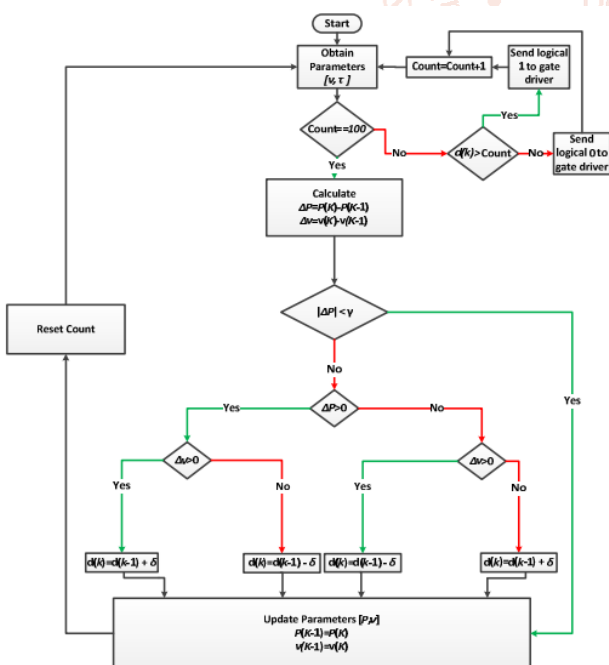 Start
Obtain
Parameters
[v, τ ]
Count=Count+1
Send logical
1 to gate
driver
Count==100
Yes
No
d(k)>Count
Yes
No
Send
logical 0 to
gate driver
Calculate
ΔP=P(K)-P(K-1)
Δv=v(K)-v(K-1)
|ΔP| < γ
Reset Count
No
Yes
ΔP>0
No
Yes
Δv>0
Δv>0
Yes
No
Yes
No
d(k)=d(k-1) + δ
d(k)=d(k-1) - δ
d(k)=d(k-1) - δ
d(k)=d(k-1) + δ
Update Parameters [P,v]
P(K-1)=P(K)
v(K-1)=v(K)